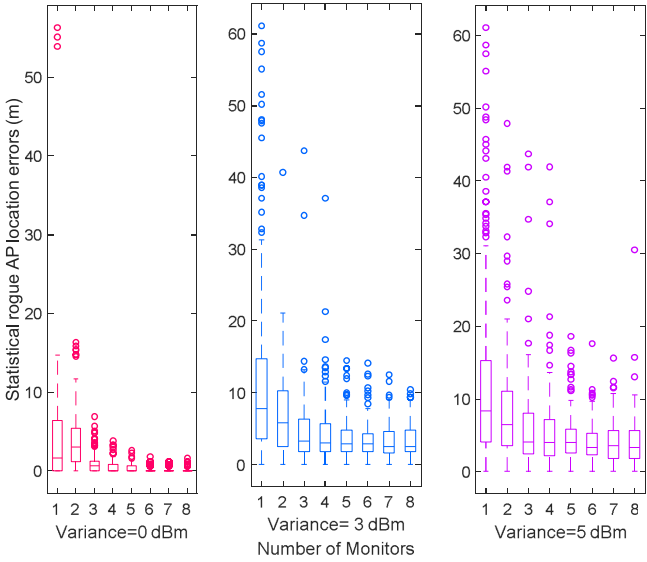 Statistical rogue AP location errors (m)
50
40
30
20
10
0
1 2 3 4 5 6 7 8
Variance=0 dBm
60
50
40
30
20
10
0
1 2 3 4 5 6 7 8
Variance= 3 dBm
Number of Monitors
60
50
40
30
20
10
0
1 2 3 4 5 6 7 8
Variance=5 dBm